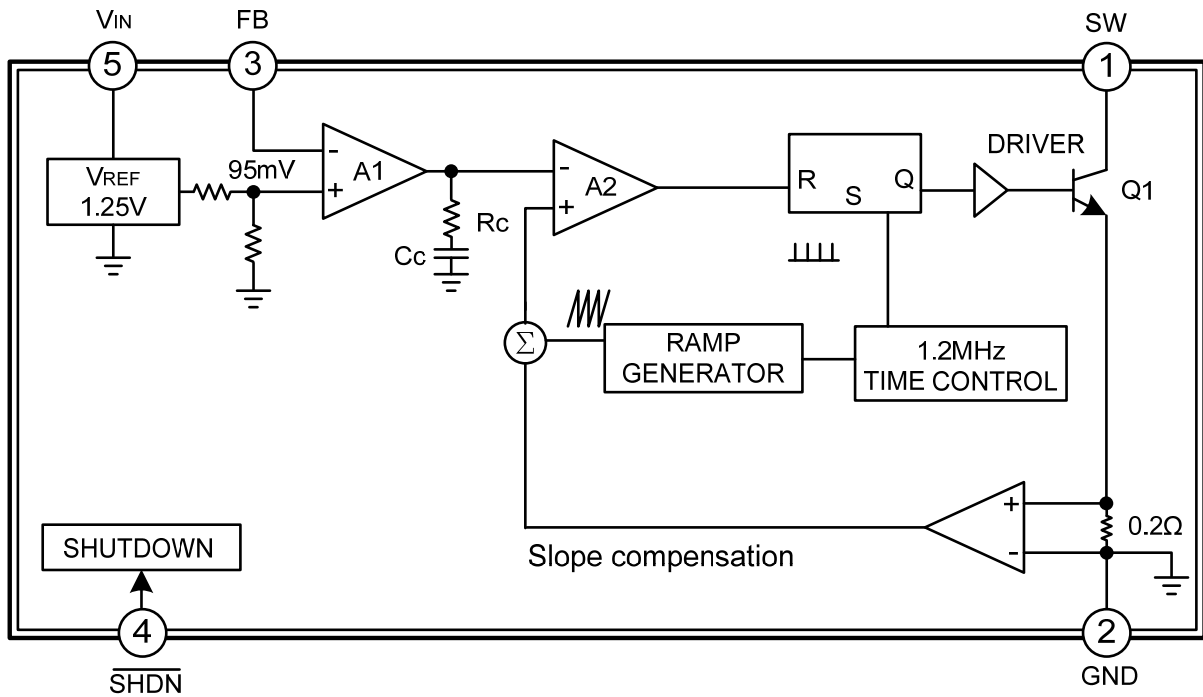 VIN
FB
SW
5
3
1
VREF
1.25V
95mV
-
+
A1
Rc
Cc
-
+
A2
R
S
Q
DRIVER
Q1
Σ
RAMP
GENERATOR
1.2MHz
TIME CONTROL
Slope compensation
+
-
0.2Ω
SHUTDOWN
4
SHDN
2
GND